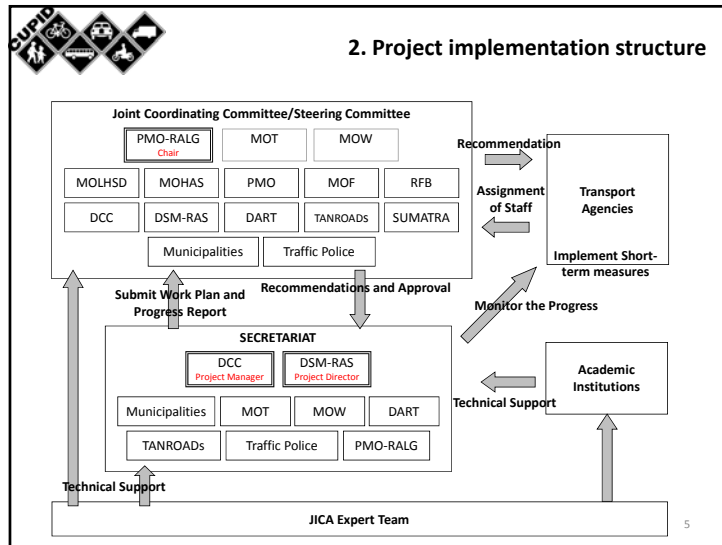 CUPID
2. Project implementation structure
Joint Coordinating Committee/Steering Committee
PMO-RALG
Chair
MOT
MOW
MOLHSD
MOHAS
PMO
MOF
RFB
DCC
DSM-RAS
DART
TANROADs
SUMATRA
Municipalities
Traffic Police
Recommendation
Assignment
of Staff
Transport
Agencies
Implement Short-
term measures
Submit Work Plan and
Progress Report
Recommendations and Approval
Monitor the Progress
SECRETARIAT
DCC
Project Manager
DSM-RAS
Project Director
Municipalities
MOT
MOW
DART
TANROADs
Traffic Police
PMO-RALG
Technical Support
Academic
Institutions
Technical Support
JICA Expert Team
5